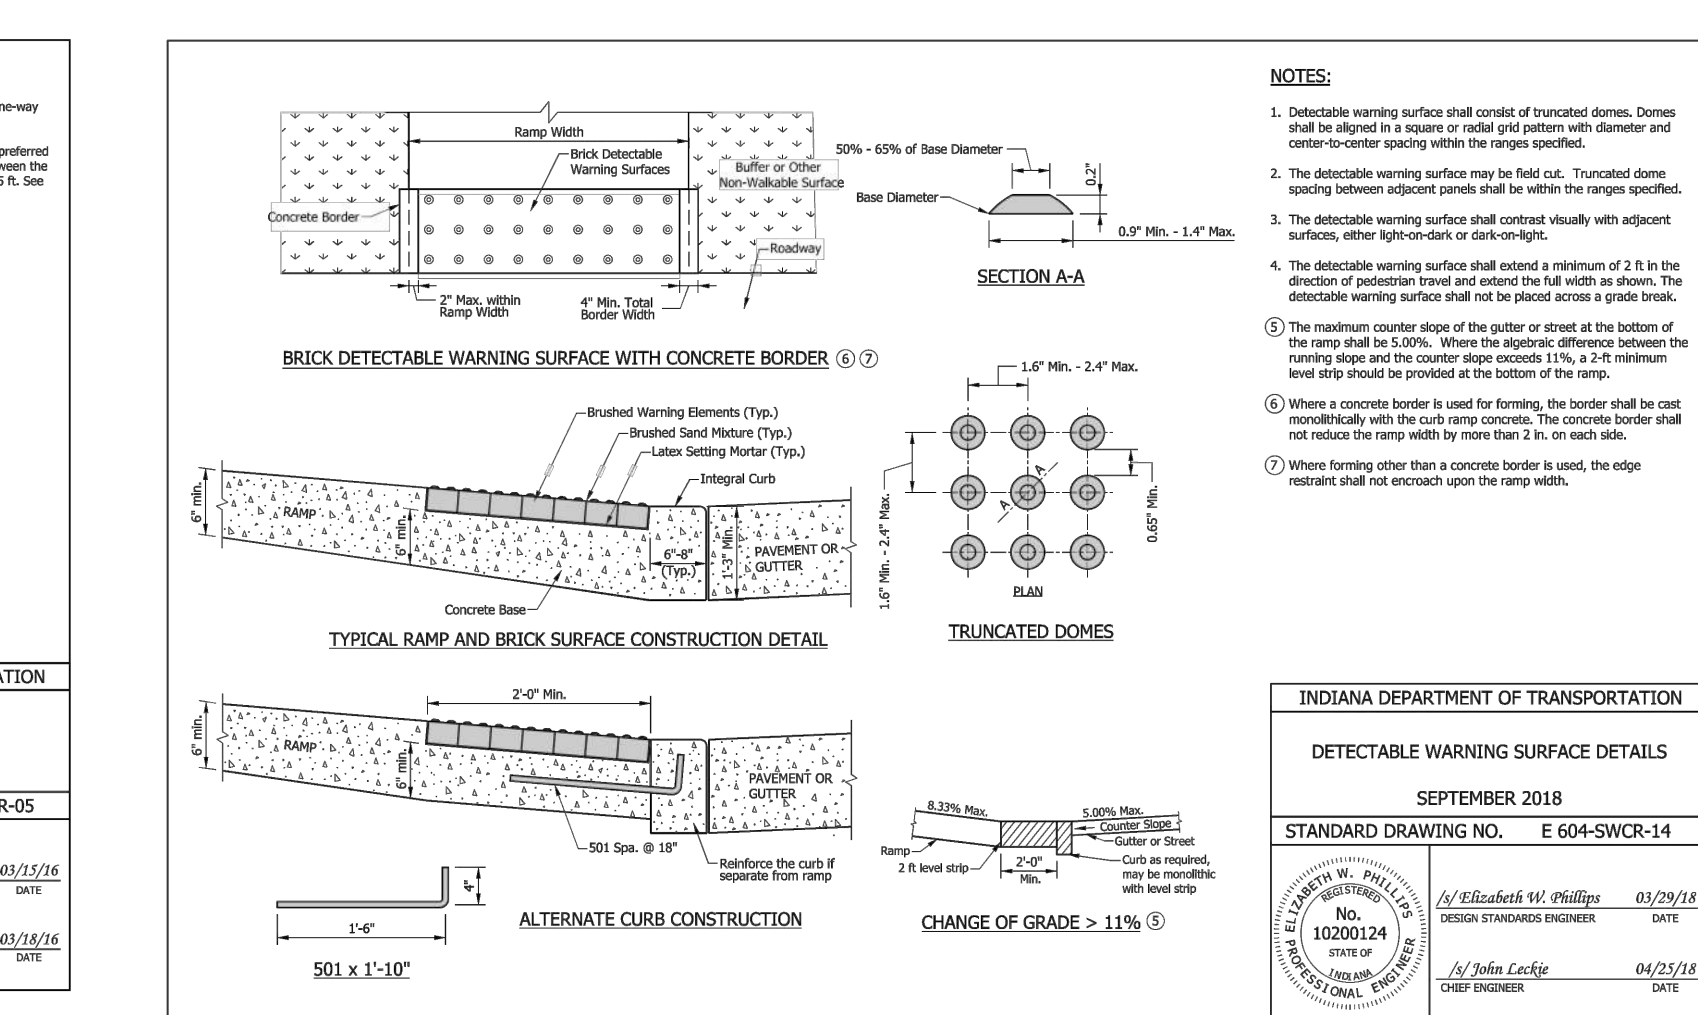 ne-way
preferred
ween the
5 ft. See
ATION
R-05
03/15/16
DATE
03/18/16
DATE
Ramp Width
Brick Detectable
Warning Surfaces
Buffer or Other
Non-Walkable Surface
Concrete Border
Roadway
2" Max. within
Ramp Width
4" Min. Total
Border Width
BRICK DETECTABLE WARNING SURFACE WITH CONCRETE BORDER 6 7
50% - 65% of Base Diameter
0.2"
Base Diameter
0.9" Min. - 1.4" Max.
SECTION A-A
Brushed Warning Elements (Typ.)
Brushed Sand Mixture (Typ.)
Latex Setting Mortar (Typ.)
Integral Curb
6" min.
RAMP
6" min.
6"-8"
(Typ.)
1'-3" Min.
PAVEMENT OR
GUTTER
Concrete Base
TYPICAL RAMP AND BRICK SURFACE CONSTRUCTION DETAIL
1.6" Min. - 2.4" Max.
1.6" Min. - 2.4" Max.
A
A
0.65" Min.
PLAN
TRUNCATED DOMES
2'-0" Min.
6" min.
RAMP
6" min.
PAVEMENT OR
GUTTER
501 Spa. @ 18"
Reinforce the curb if
separate from ramp
4"
1'-6"
501 x 1'-10"
ALTERNATE CURB CONSTRUCTION
8.33% Max.
5.00% Max.
Counter Slope
Gutter or Street
Ramp
2 ft level strip
2'-0"
Min.
Curb as required,
may be monolithic
with level strip
CHANGE OF GRADE > 11% 5
NOTES:
1. Detectable warning surface shall consist of truncated domes. Domes
shall be aligned in a square or radial grid pattern with diameter and
center-to-center spacing within the ranges specified.
2. The detectable warning surface may be field cut. Truncated dome
spacing between adjacent panels shall be within the ranges specified.
3. The detectable warning surface shall contrast visually with adjacent
surfaces, either light-on-dark or dark-on-light.
4. The detectable warning surface shall extend a minimum of 2 ft in the
direction of pedestrian travel and extend the full width as shown. The
detectable warning surface shall not be placed across a grade break.
5 The maximum counter slope of the gutter or street at the bottom of
the ramp shall be 5.00%. Where the algebraic difference between the
running slope and the counter slope exceeds 11%, a 2-ft minimum
level strip should be provided at the bottom of the ramp.
6 Where a concrete border is used for forming, the border shall be cast
monolithically with the curb ramp concrete. The concrete border shall
not reduce the ramp width by more than 2 in. on each side.
7 Where forming other than a concrete border is used, the edge
restraint shall not encroach upon the ramp width.
INDIANA DEPARTMENT OF TRANSPORTATION
DETECTABLE WARNING SURFACE DETAILS
SEPTEMBER 2018
STANDARD DRAWING NO. E 604-SWCR-14
ELIZABETH W. PHILLIPS
REGISTERED
No.
10200124
STATE OF
INDIANA
PROFESSIONAL ENGINEER
/s/ Elizabeth W. Phillips 03/29/18
DESIGN STANDARDS ENGINEER DATE
/s/ John Leckie 04/25/18
CHIEF ENGINEER DATE